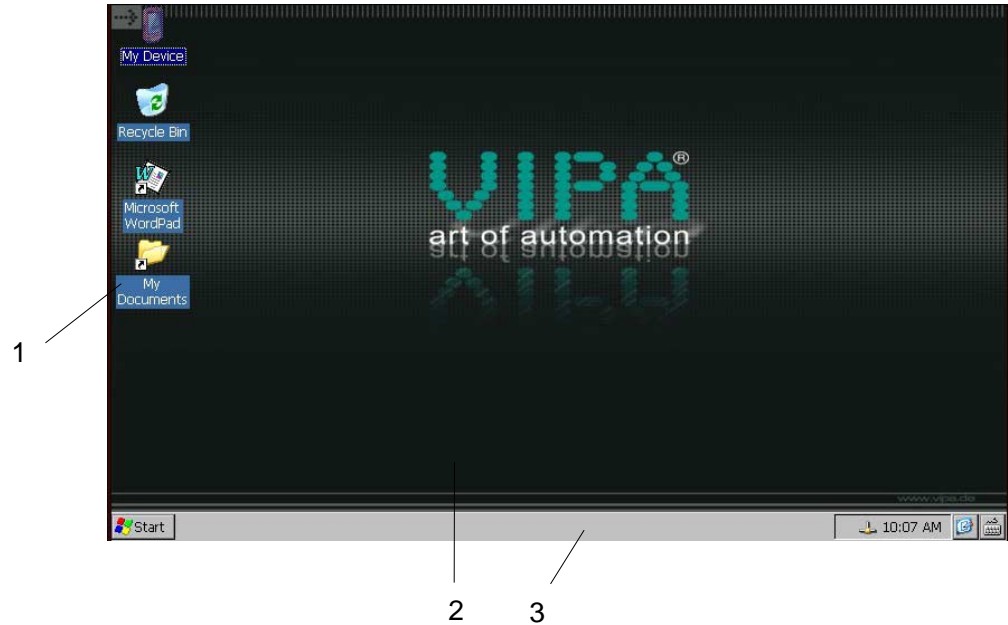 My Device
Recycle Bin
Microsoft
WordPad
My
Documents
VIPA®
art of automation
www.vipa.de
Start
10:07 AM
1
2
3